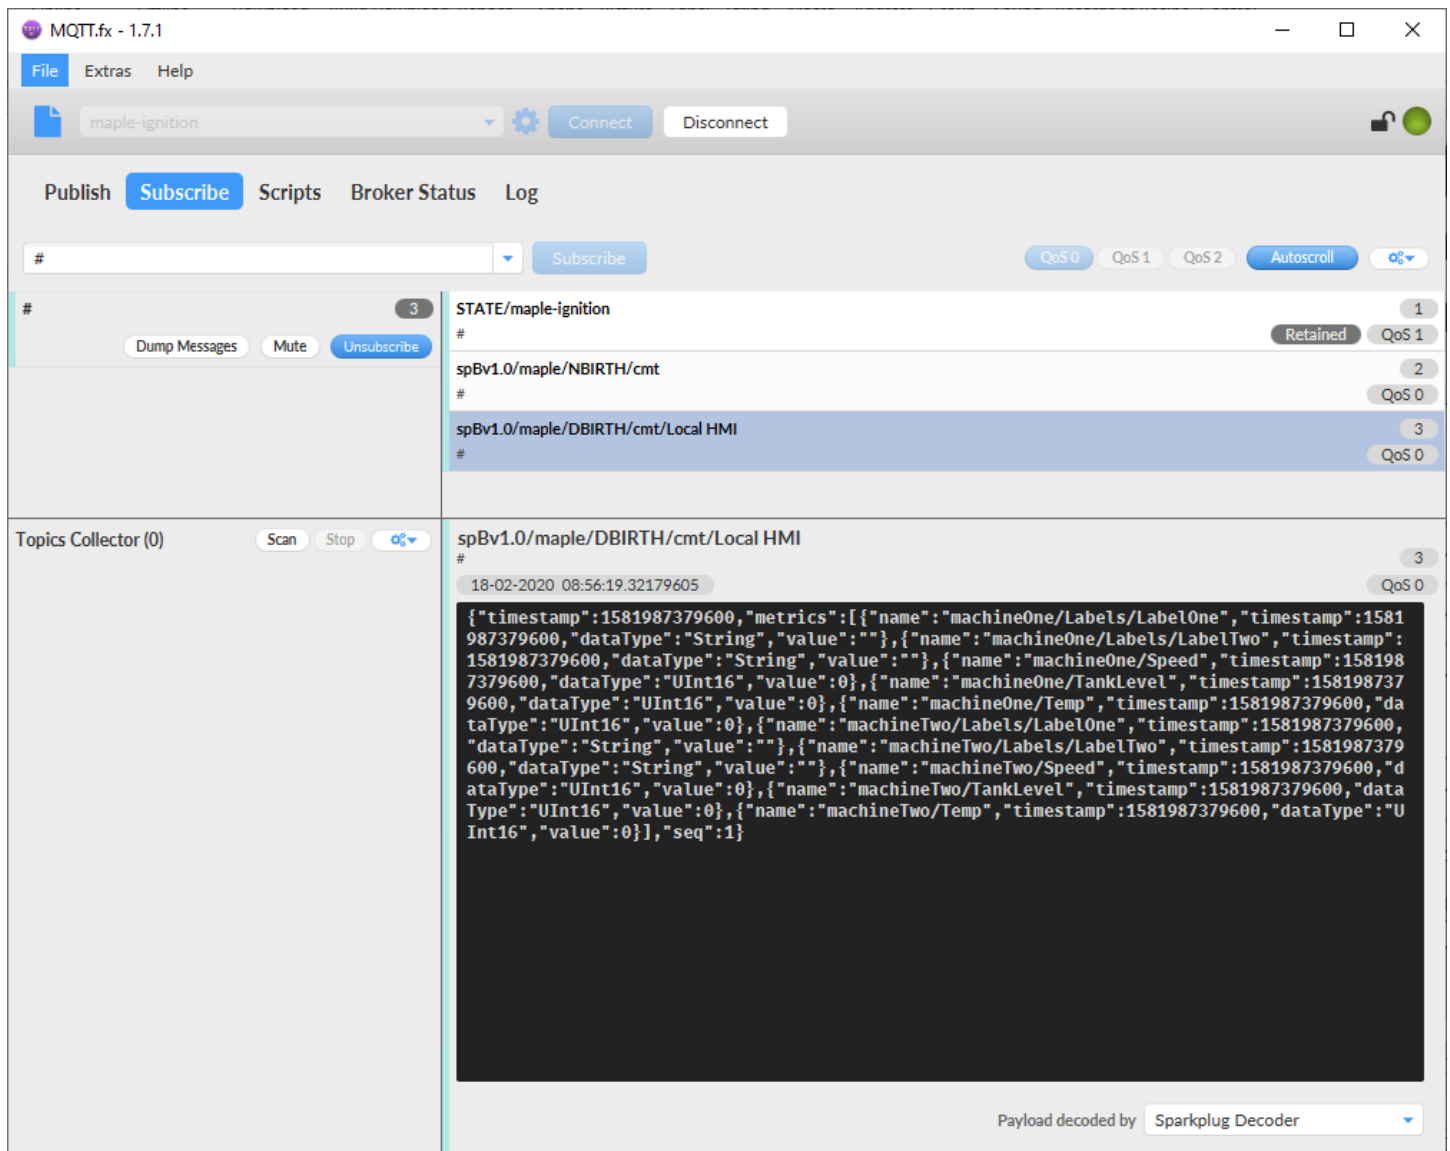 MQTT.fx - 1.7.1
File Extras Help
maple-ignition Connect Disconnect
Publish Subscribe Scripts Broker Status Log
# Subscribe QoS 0 QoS 1 QoS 2 Autoscroll
# 3
Dump Messages Mute Unsubscribe
STATE/maple-ignition 1
# Retained QoS 1
spBv1.0/maple/NBIRTH/cmt 2
# QoS 0
spBv1.0/maple/DBIRTH/cmt/Local HMI 3
# QoS 0
Topics Collector (0) Scan Stop
spBv1.0/maple/DBIRTH/cmt/Local HMI
# 3
18-02-2020 08:56:19.32179605 QoS 0
{"timestamp":1581987379600,"metrics":[{"name":"machineOne/Labels/LabelOne","timestamp":1581
987379600,"dataType":"String","value":""},{"name":"machineOne/Labels/LabelTwo","timestamp":
1581987379600,"dataType":"String","value":""},{"name":"machineOne/Speed","timestamp":158198
7379600,"dataType":"UInt16","value":0},{"name":"machineOne/TankLevel","timestamp":158198737
9600,"dataType":"UInt16","value":0},{"name":"machineOne/Temp","timestamp":1581987379600,"da
taType":"UInt16","value":0},{"name":"machineTwo/Labels/LabelOne","timestamp":1581987379600,
"dataType":"String","value":""},{"name":"machineTwo/Labels/LabelTwo","timestamp":1581987379
600,"dataType":"String","value":""},{"name":"machineTwo/Speed","timestamp":1581987379600,"d
ataType":"UInt16","value":0},{"name":"machineTwo/TankLevel","timestamp":1581987379600,"data
Type":"UInt16","value":0},{"name":"machineTwo/Temp","timestamp":1581987379600,"dataType":"U
Int16","value":0}],"seq":1}
Payload decoded by Sparkplug Decoder